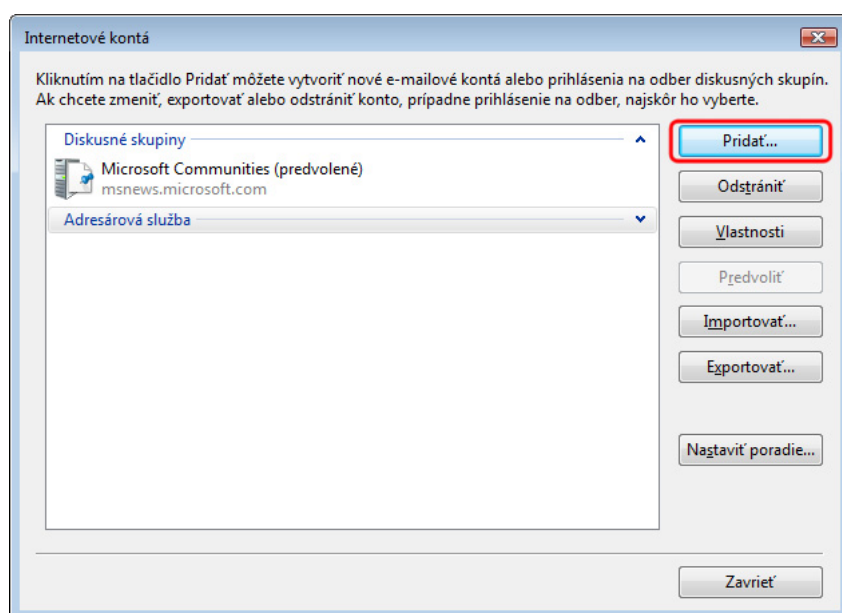 Internetové kontá
Kliknutím na tlačidlo Pridať môžete vytvoriť nové e-mailové kontá alebo prihlásenia na odber diskusných skupín.
Ak chcete zmeniť, exportovať alebo odstrániť konto, prípadne prihlásenie na odber, najskôr ho vyberte.
Diskusné skupiny
Microsoft Communities (predvolené)
msnews.microsoft.com
Adresárová služba
Pridať...
Odstrániť
Vlastnosti
Predvoliť
Importovať...
Exportovať...
Nastaviť poradie...
Zavrieť